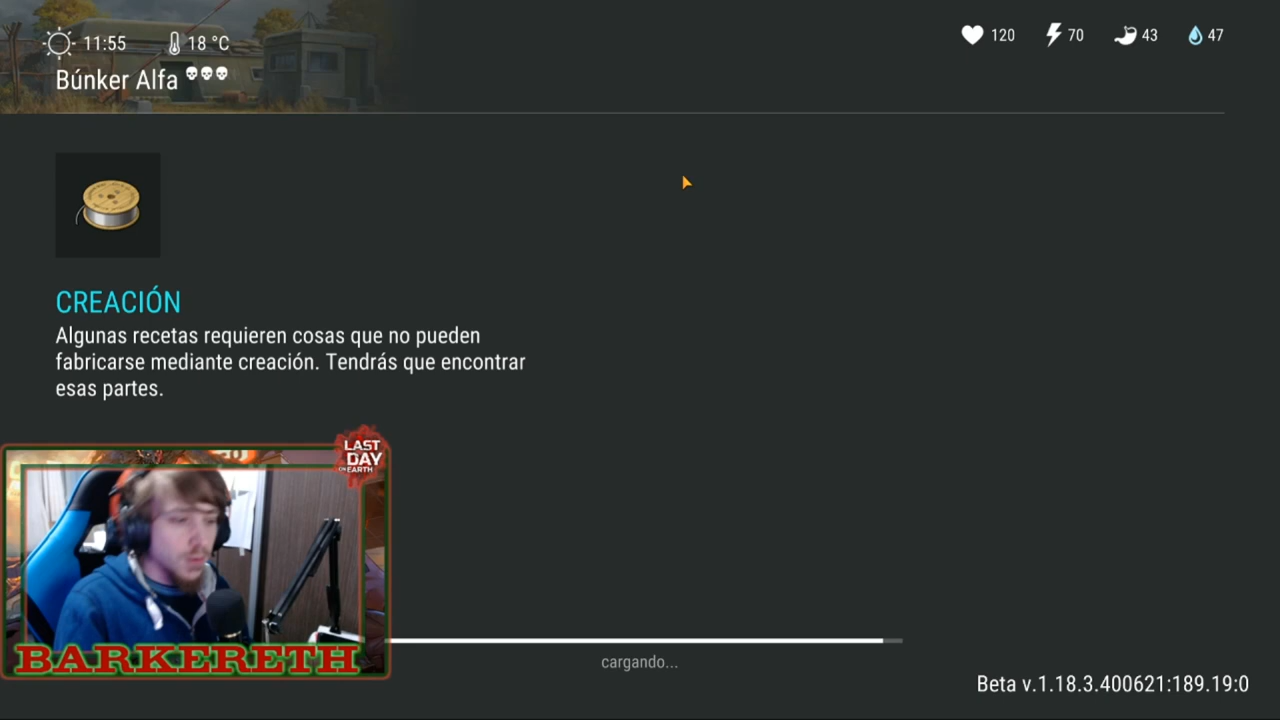 11:55 18 °C
120 70 43 47
Búnker Alfa
CREACIÓN
Algunas recetas requieren cosas que no pueden
fabricarse mediante creación. Tendrás que encontrar
esas partes.
LAST
DAY
ON EARTH
BARKERETH
cargando...
Beta v.1.18.3.400621:189.19:0